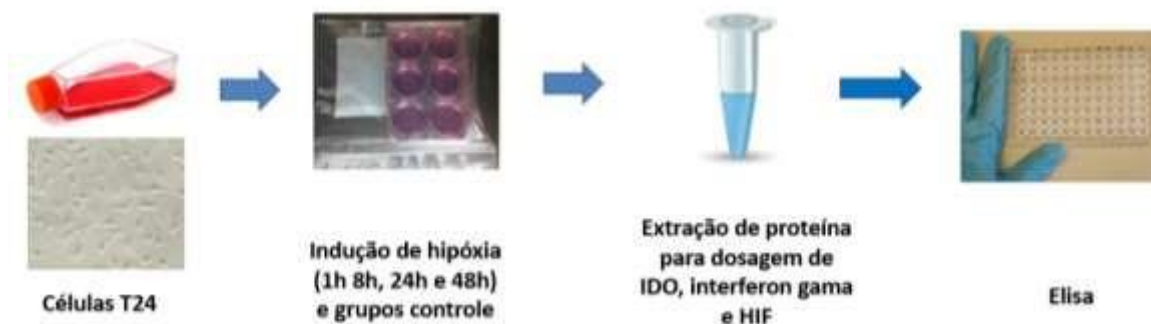 Células T24
Indução de hipóxia
(1h 8h, 24h e 48h)
e grupos controle
Extração de proteína
para dosagem de
IDO, interferon gama
e HIF
Elisa